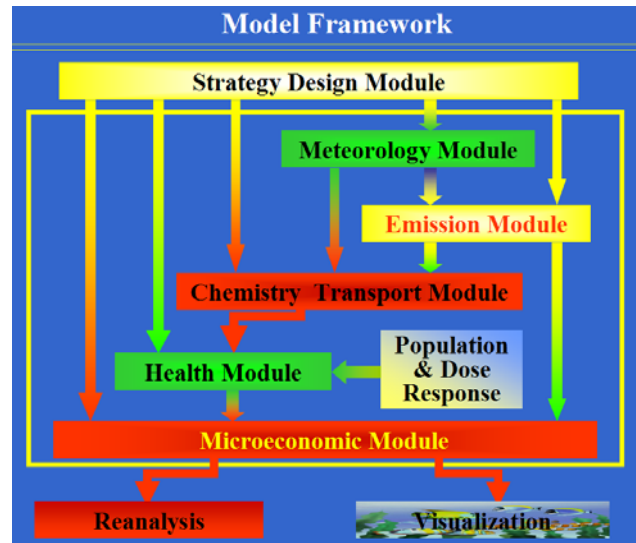 Model Framework
Strategy Design Module
Meteorology Module
Emission Module
Chemistry Transport Module
Health Module
Population
& Dose
Response
Microeconomic Module
Reanalysis
Visualization